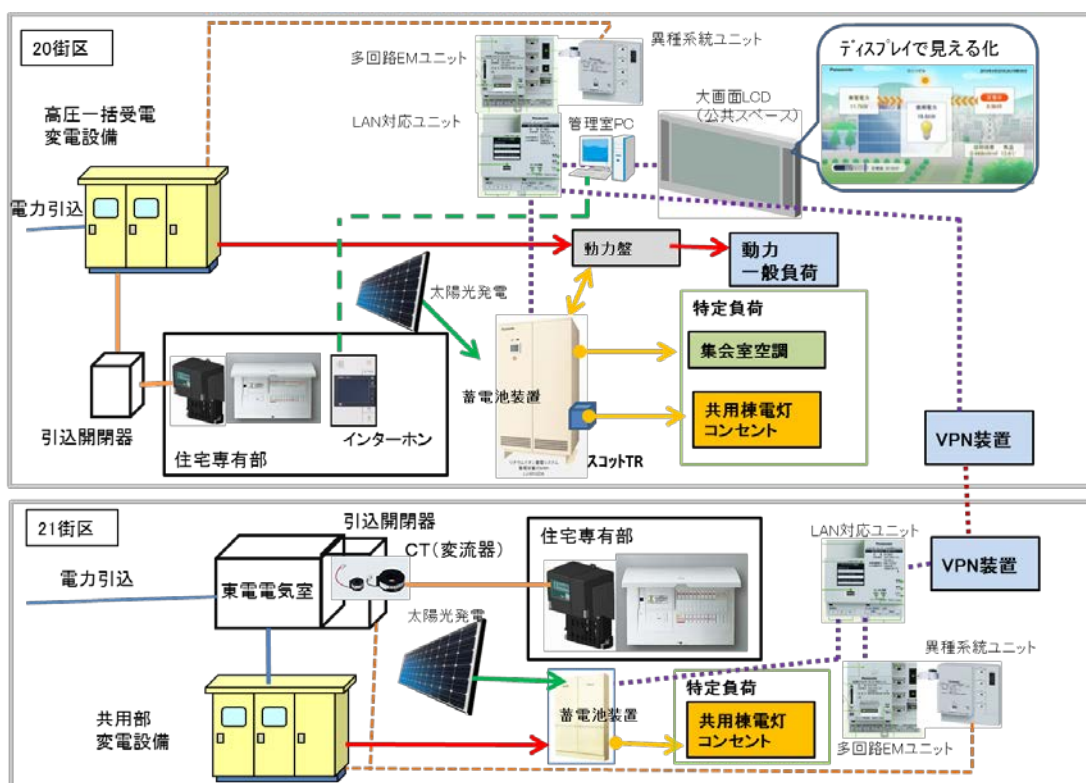 20街区
高圧一括受電
変電設備
電力引込
引込開閉器
多回路EMユニット
異種系統ユニット
LAN対応ユニット
管理室PC
大画面LCD
(公共スペース)
ディスプレイで見える化
Panasonic
動力盤
動力
一般負荷
太陽光発電
特定負荷
集会室空調
共用棟電灯
コンセント
蓄電池装置
スコットTR
インターホン
住宅専有部
VPN装置
21街区
引込開閉器
CT(変流器)
電力引込
東電電気室
太陽光発電
住宅専有部
LAN対応ユニット
VPN装置
異種系統ユニット
共用部
変電設備
蓄電池装置
特定負荷
共用棟電灯
コンセント
多回路EMユニット